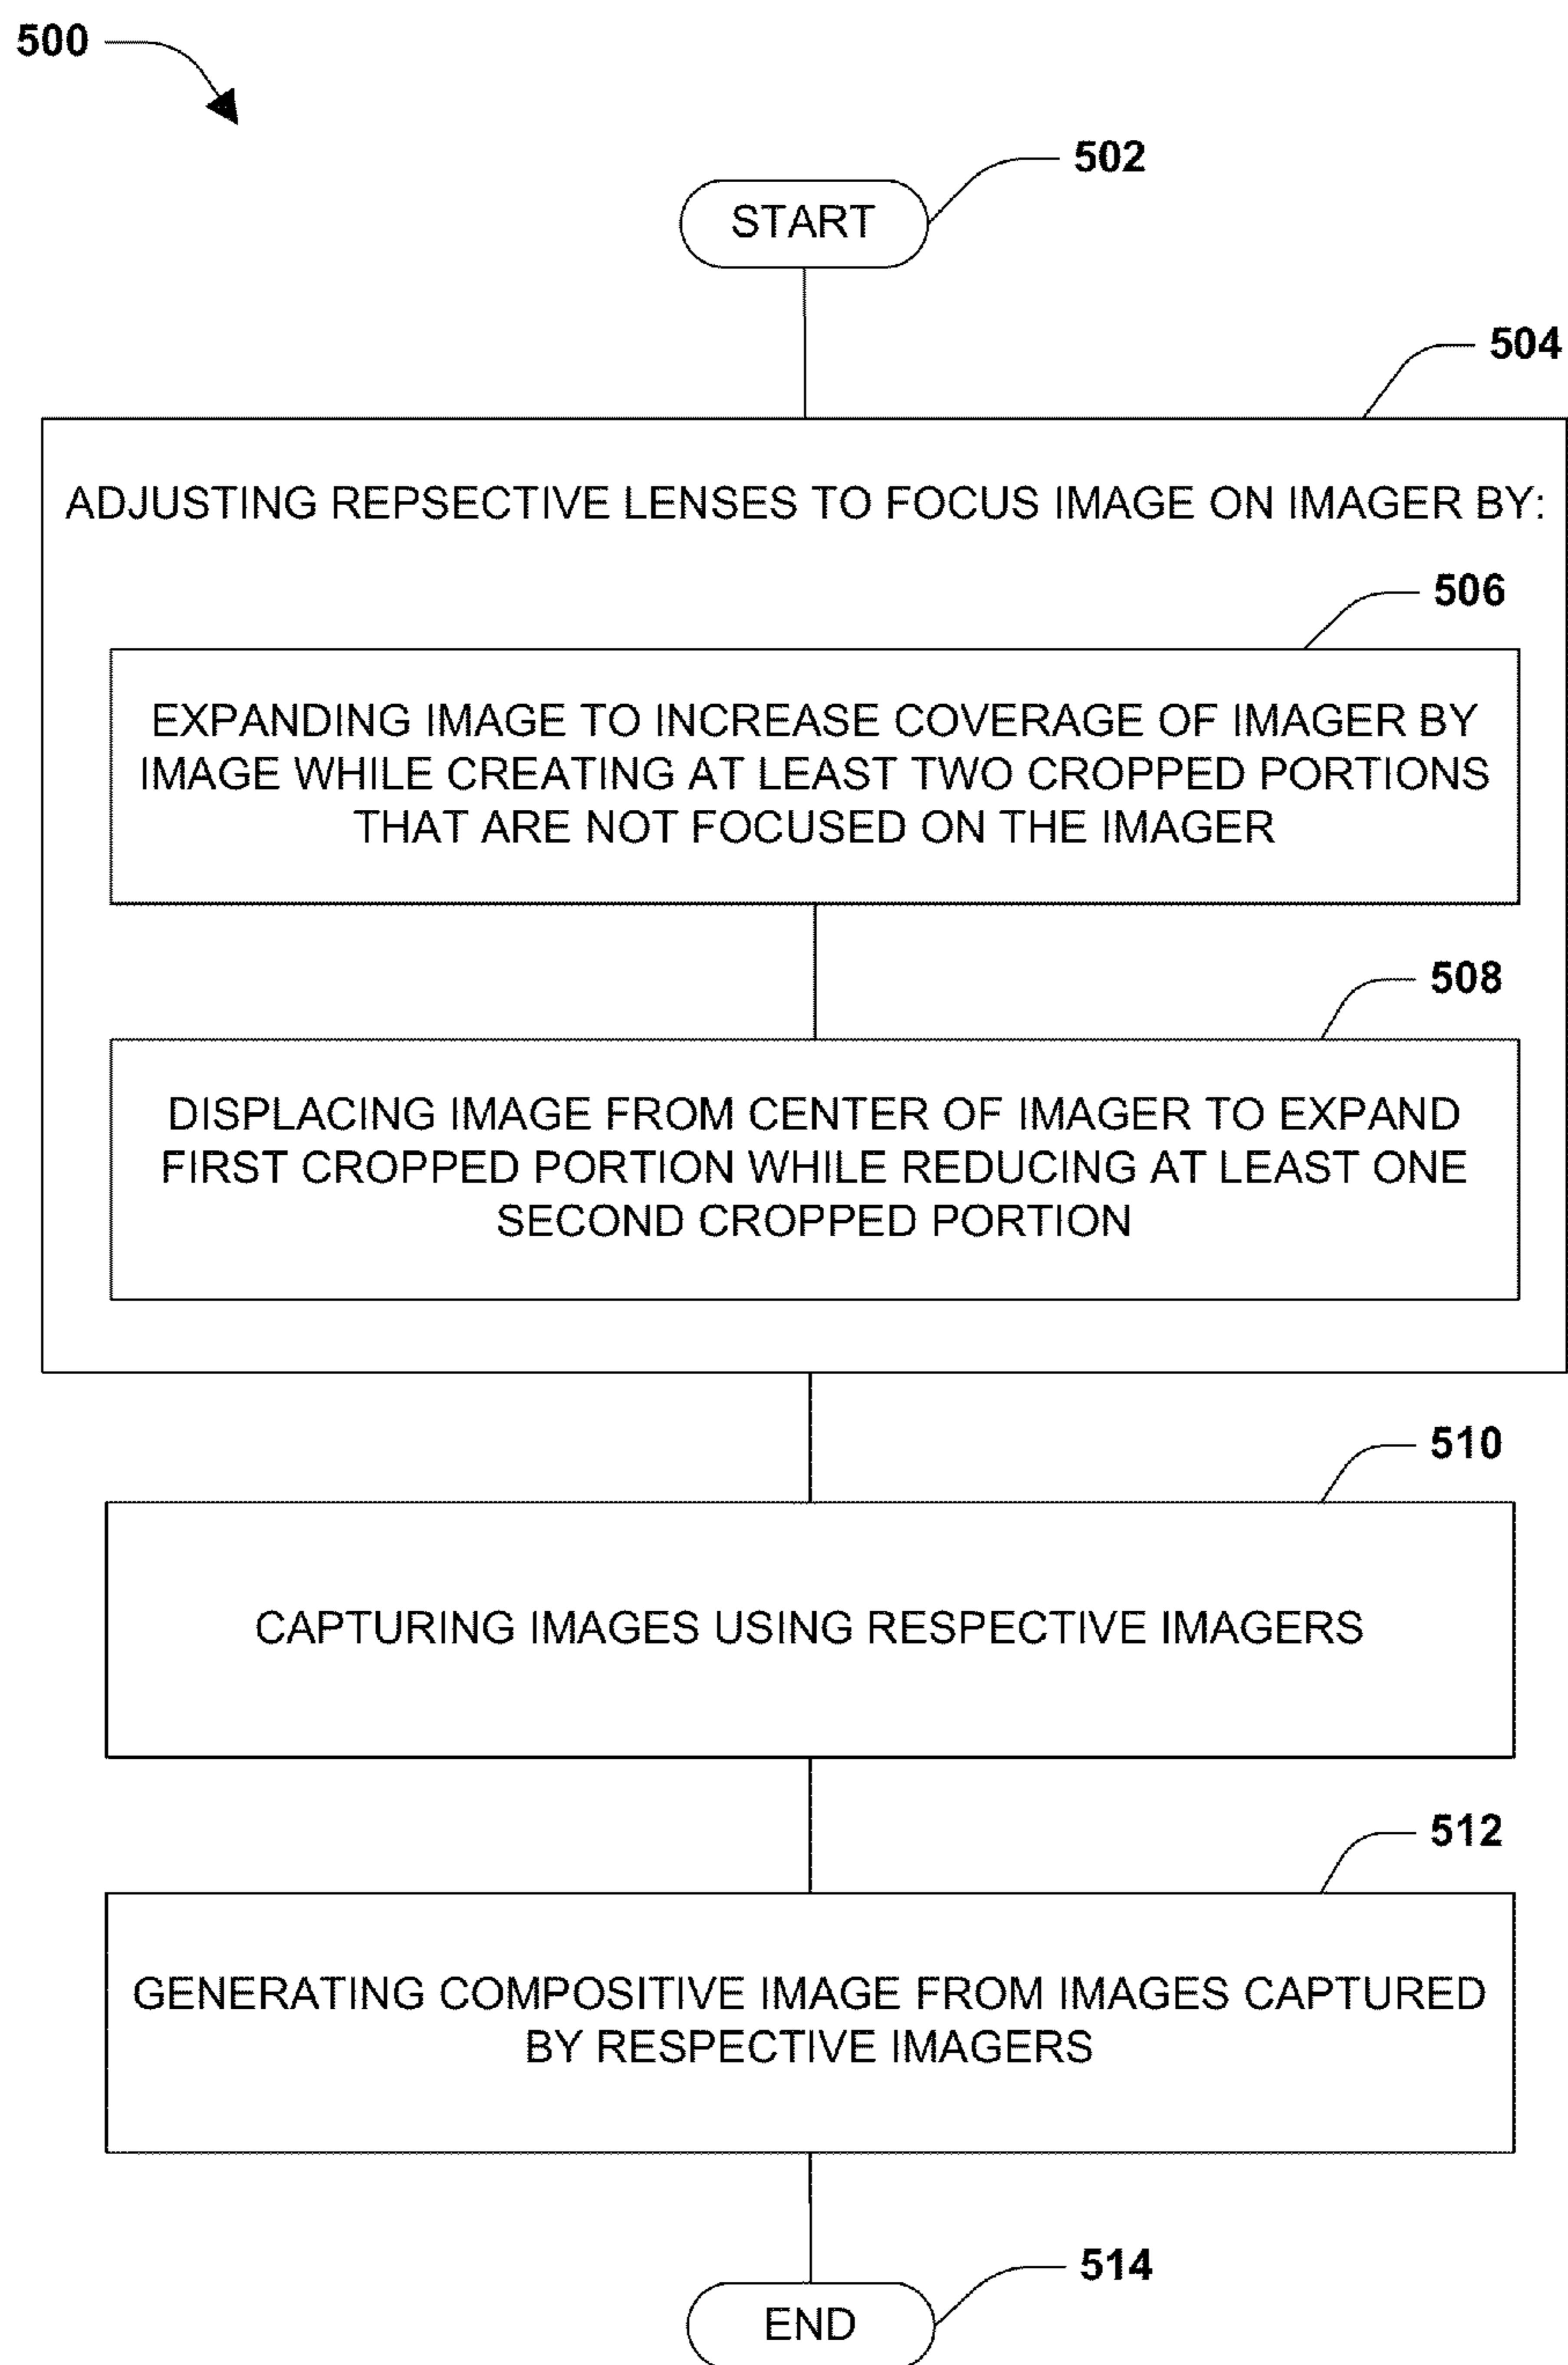 500
502
START
504
ADJUSTING REPSECTIVE LENSES TO FOCUS IMAGE ON IMAGER BY:
506
EXPANDING IMAGE TO INCREASE COVERAGE OF IMAGER BY
IMAGE WHILE CREATING AT LEAST TWO CROPPED PORTIONS
THAT ARE NOT FOCUSED ON THE IMAGER
508
DISPLACING IMAGE FROM CENTER OF IMAGER TO EXPAND
FIRST CROPPED PORTION WHILE REDUCING AT LEAST ONE
SECOND CROPPED PORTION
510
CAPTURING IMAGES USING RESPECTIVE IMAGERS
512
GENERATING COMPOSITIVE IMAGE FROM IMAGES CAPTURED
BY RESPECTIVE IMAGERS
514
END